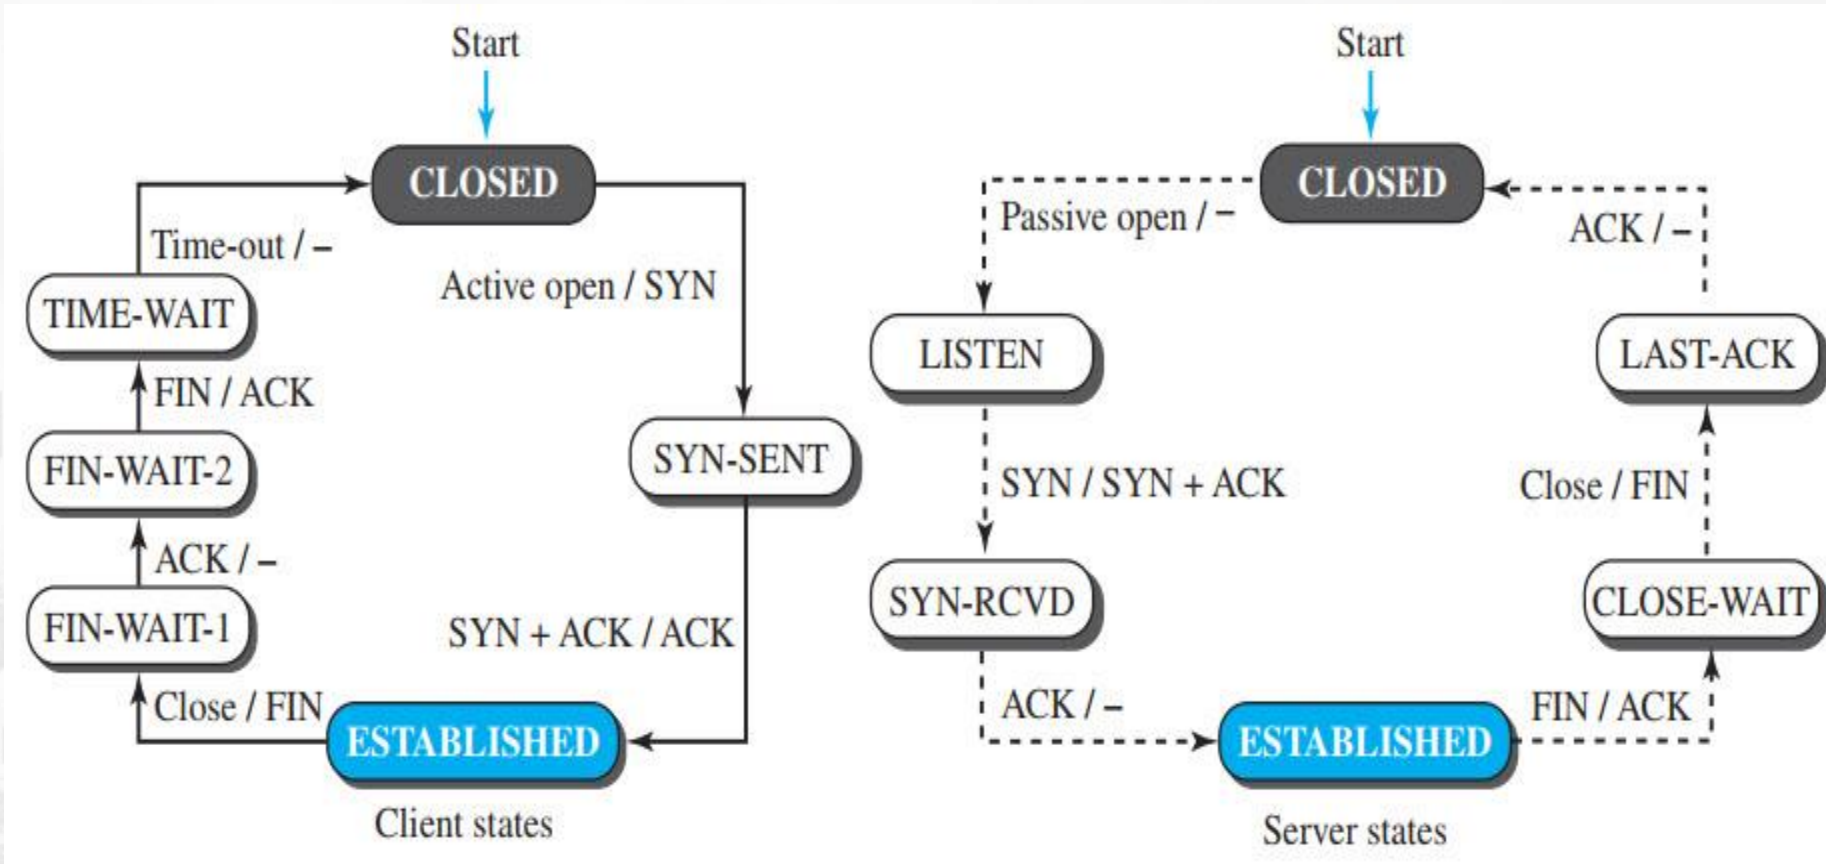 Start
CLOSED
Time-out / –
Active open / SYN
TIME-WAIT
FIN / ACK
FIN-WAIT-2
SYN-SENT
ACK / –
FIN-WAIT-1
SYN + ACK / ACK
Close / FIN
ESTABLISHED
Client states
Start
CLOSED
Passive open / –
ACK / –
LISTEN
LAST-ACK
SYN / SYN + ACK
Close / FIN
SYN-RCVD
CLOSE-WAIT
ACK / –
FIN / ACK
ESTABLISHED
Server states